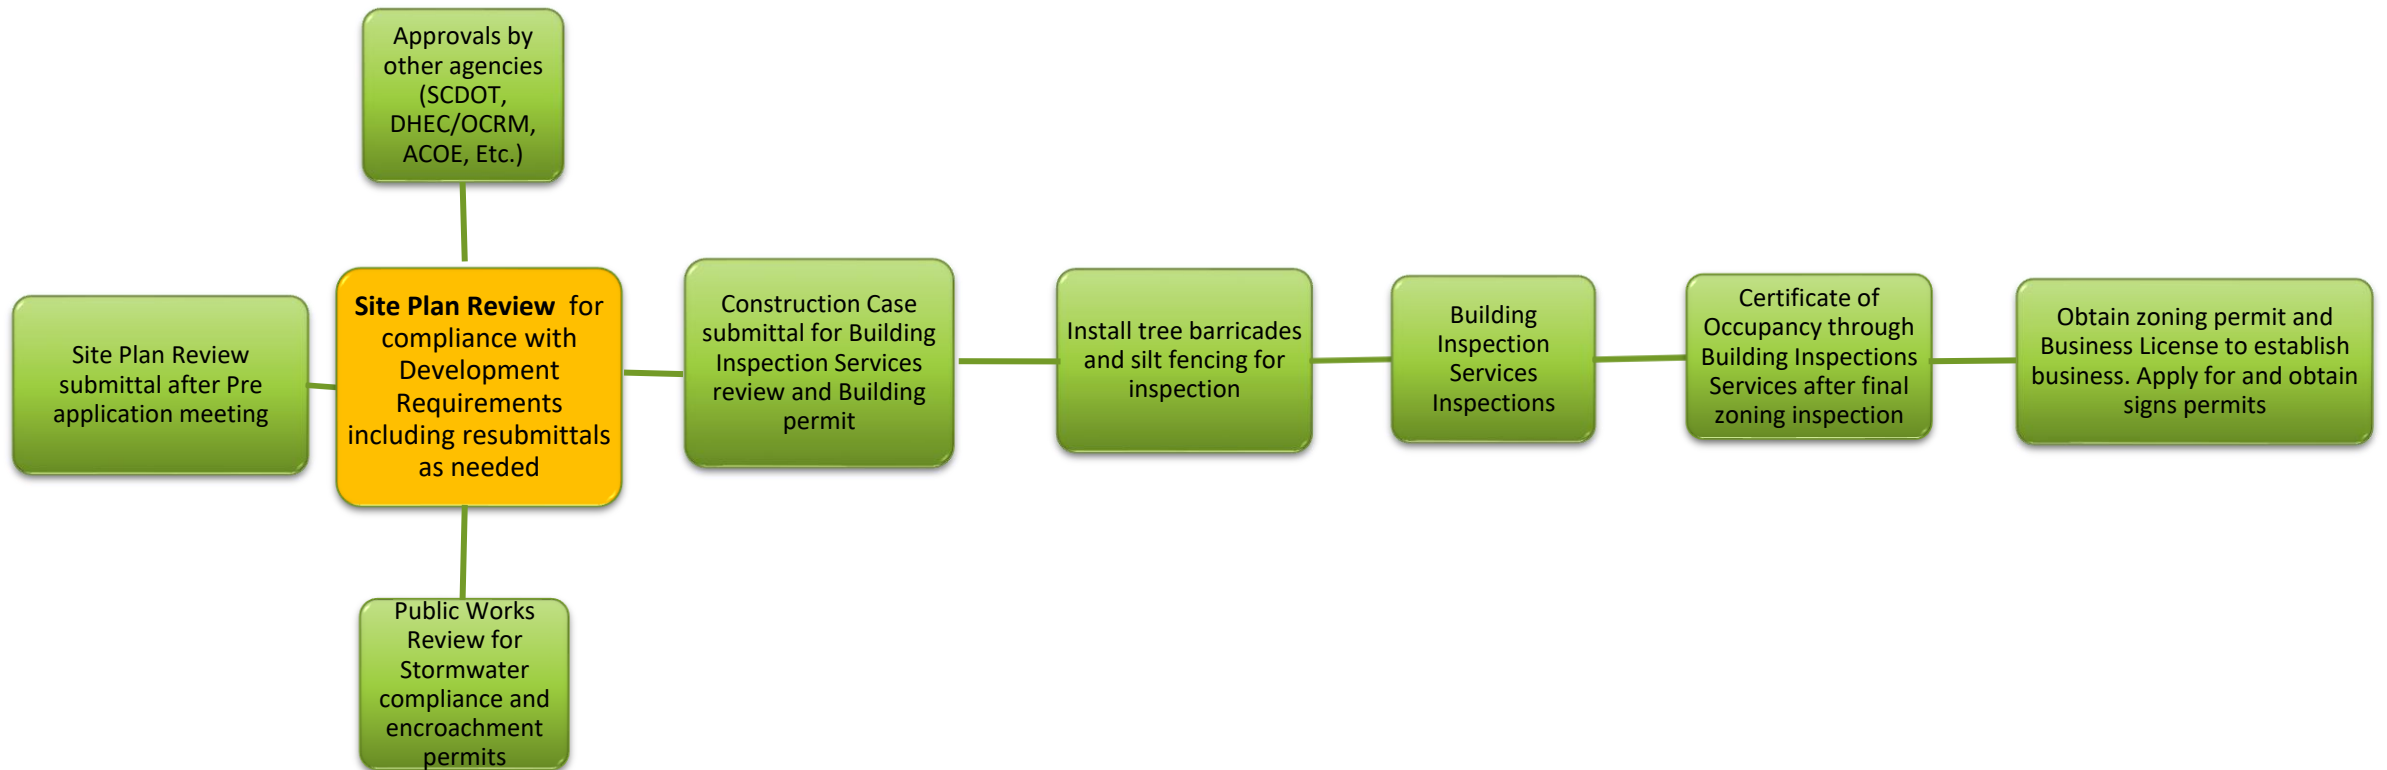 Approvals by
other agencies
(SCDOT,
DHEC/OCRM,
ACOE, Etc.)
Site Plan Review
submittal after Pre
application meeting
Site Plan Review for
compliance with
Development
Requirements
including resubmittals
as needed
Public Works
Review for
Stormwater
compliance and
encroachment
permits
Construction Case
submittal for Building
Inspection Services
review and Building
permit
Install tree barricades
and silt fencing for
inspection
Building
Inspection
Services
Inspections
Certificate of
Occupancy through
Building Inspections
Services after final
zoning inspection
Obtain zoning permit and
Business License to establish
business. Apply for and obtain
signs permits